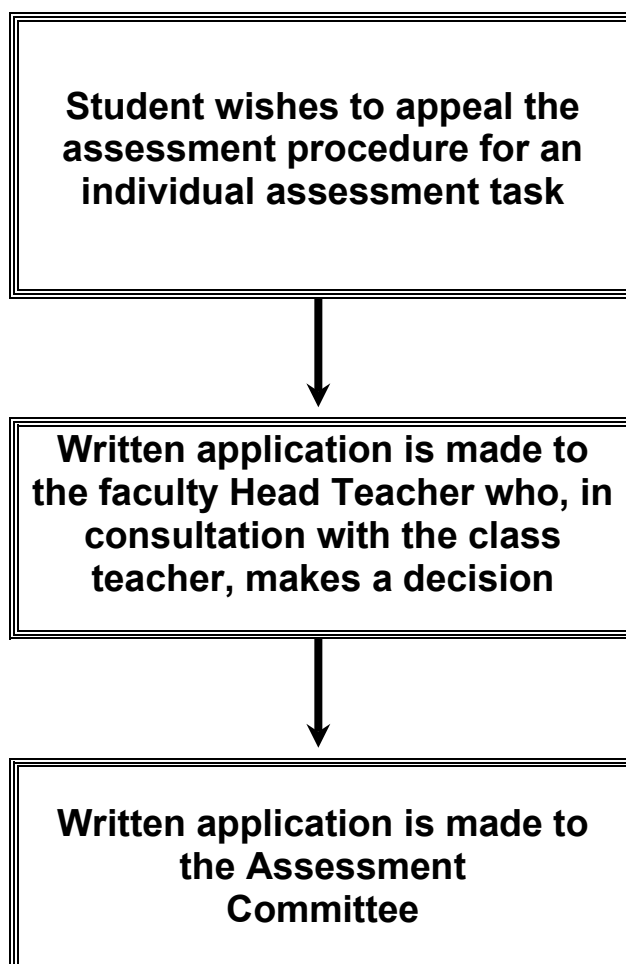 Student wishes to appeal the
assessment procedure for an
individual assessment task
Written application is made to
the faculty Head Teacher who, in
consultation with the class
teacher, makes a decision
Written application is made to
the Assessment
Committee